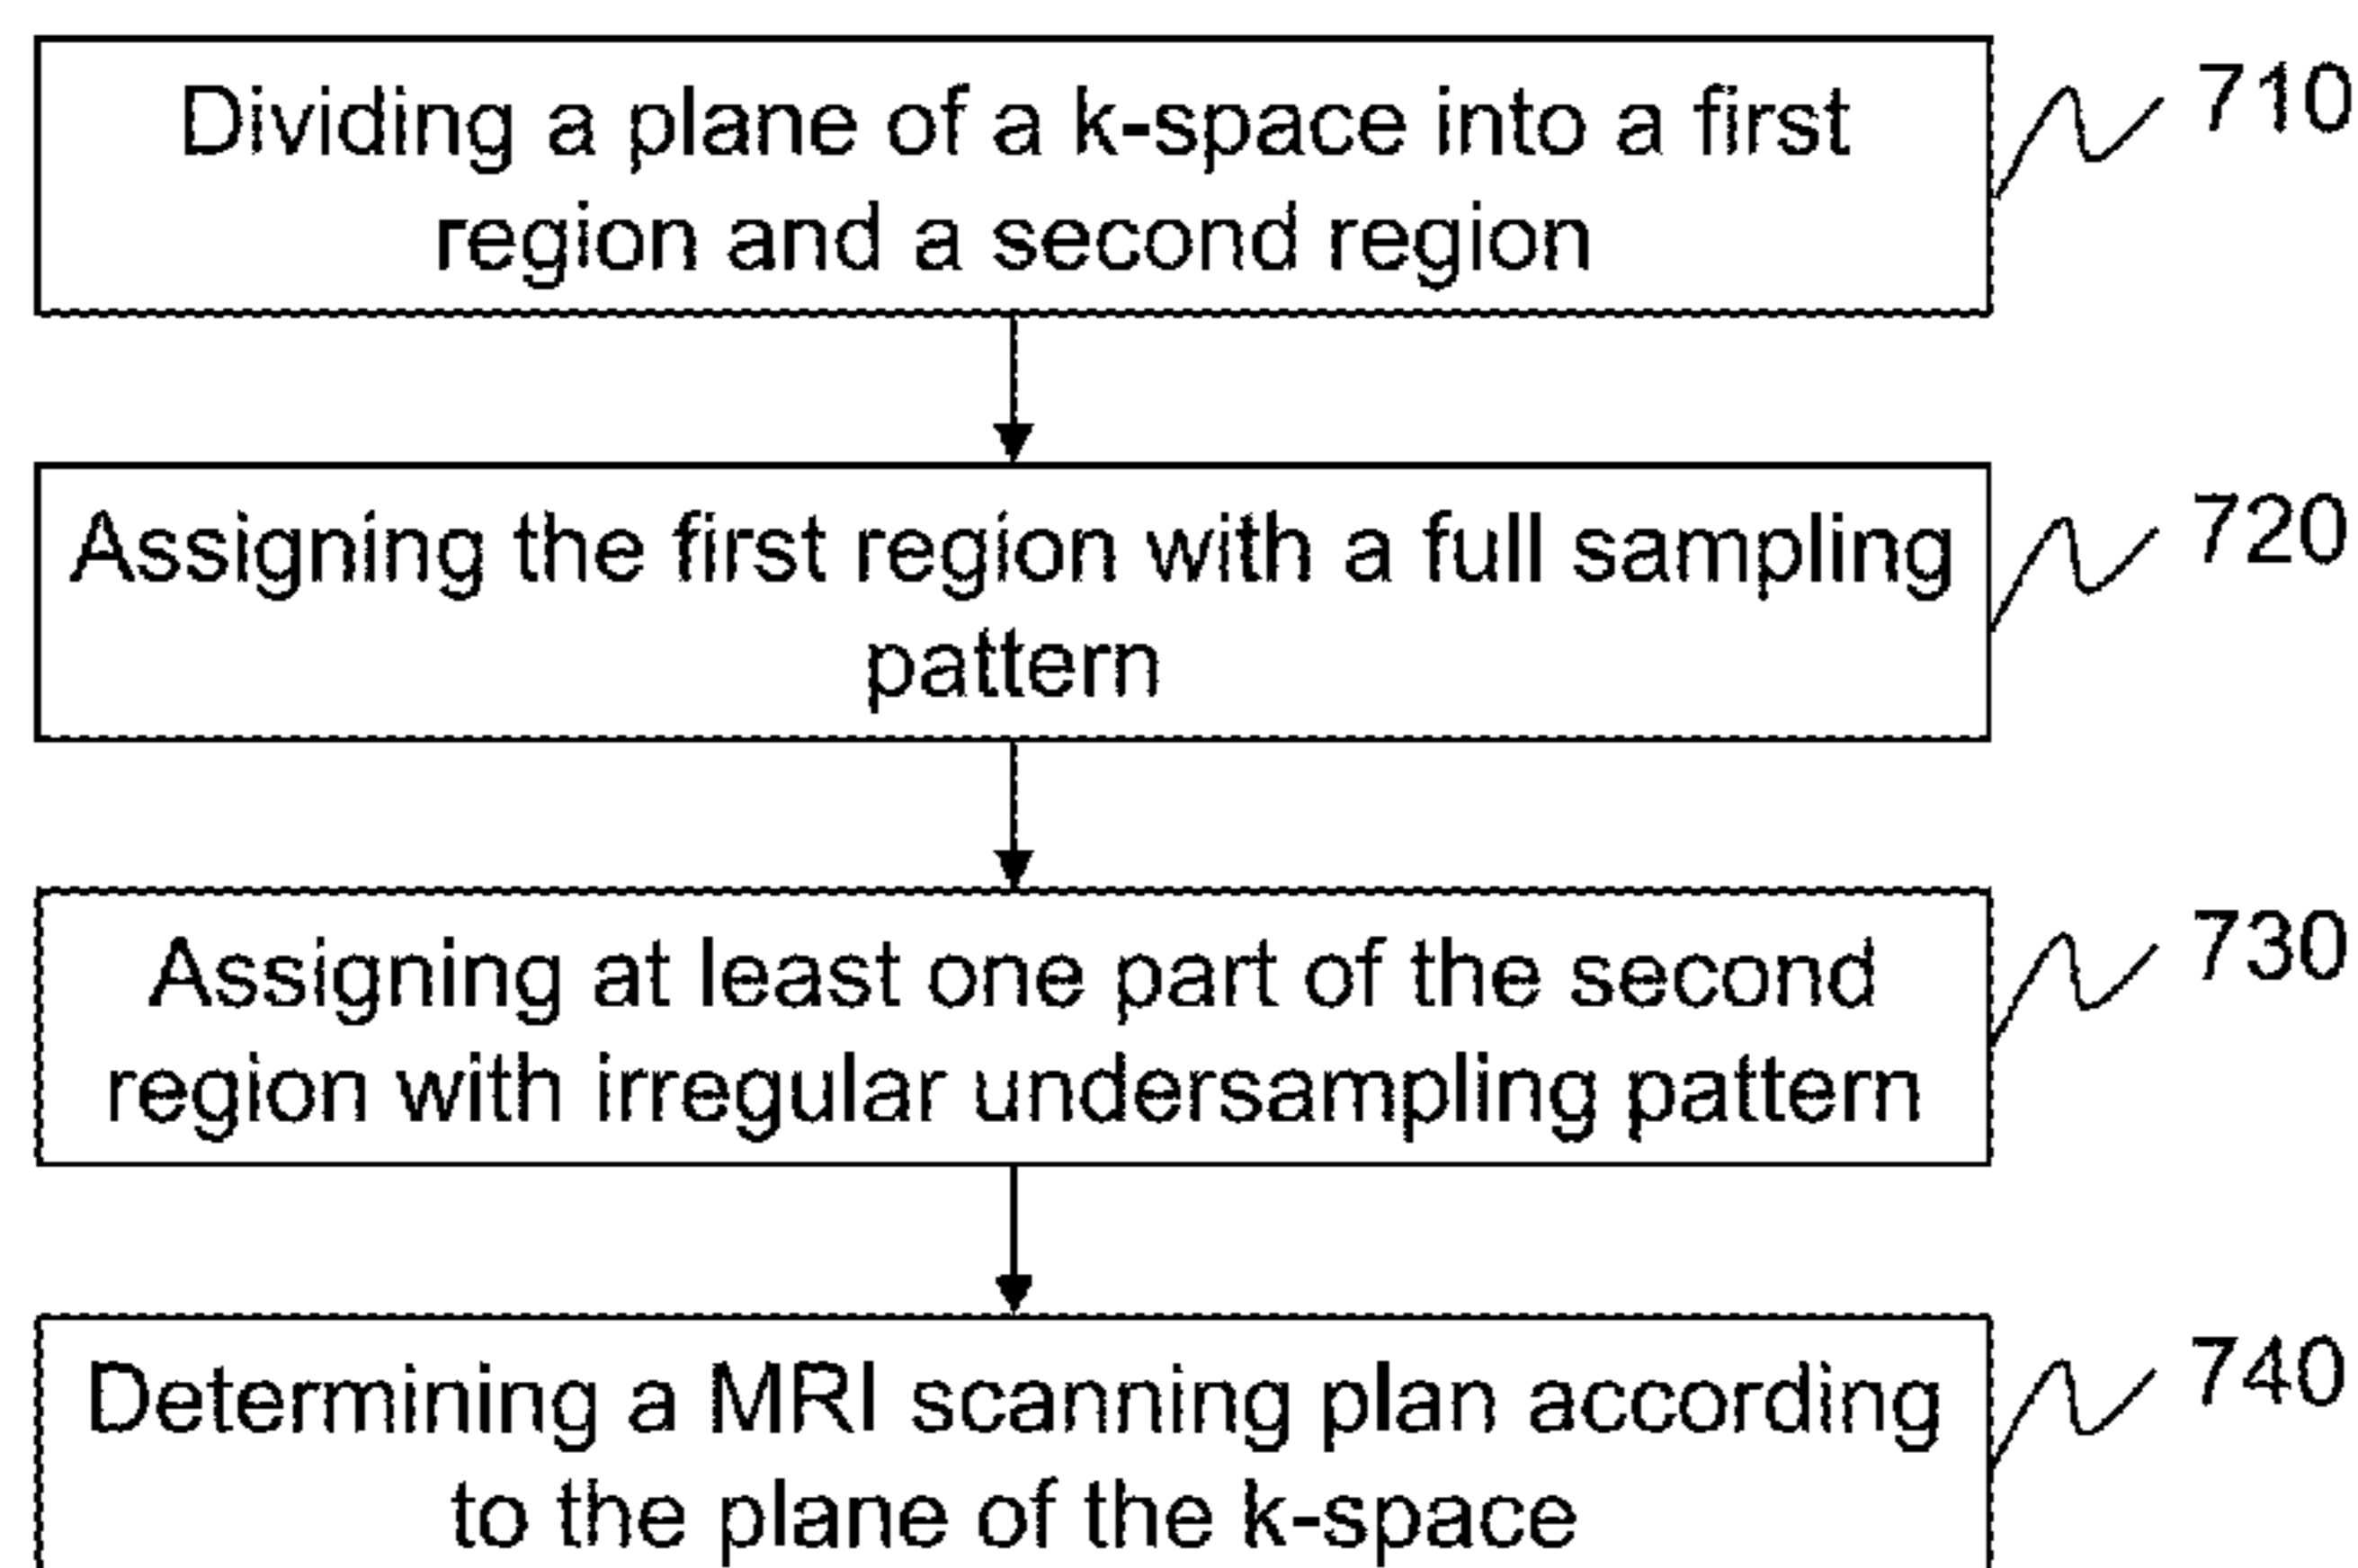 Dividing a plane of a k-space into a first
region and a second region
710
Assigning the first region with a full sampling
pattern
720
Assigning at least one part of the second
region with irregular undersampling pattern
730
Determining a MRI scanning plan according
to the plane of the k-space
740